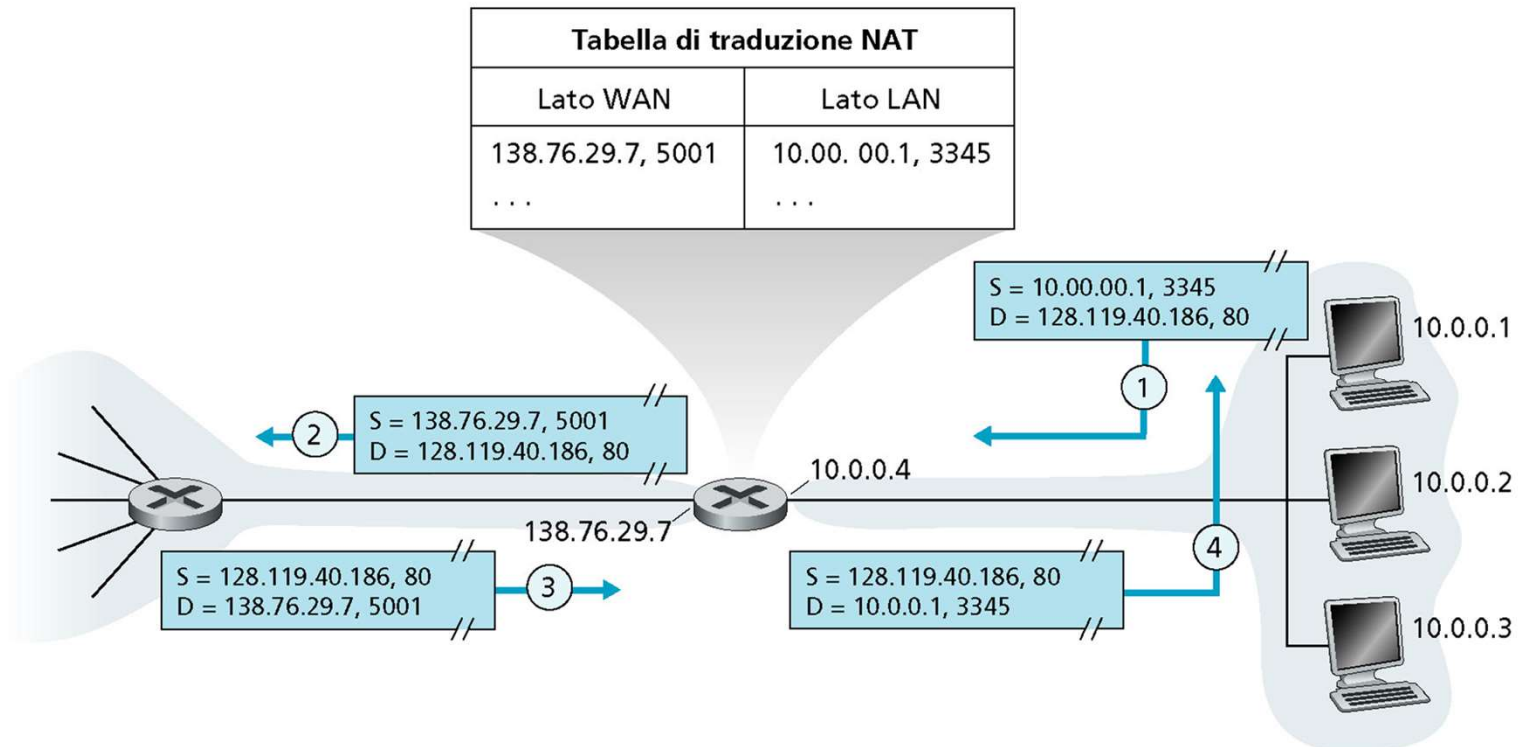 Tabella di traduzione NAT
Lato WAN Lato LAN
138.76.29.7, 5001 10.00. 00.1, 3345
. . . . . .
S = 10.00.00.1, 3345
D = 128.119.40.186, 80
10.0.0.1
1
S = 138.76.29.7, 5001
D = 128.119.40.186, 80
2
10.0.0.4
10.0.0.2
138.76.29.7
4
S = 128.119.40.186, 80
D = 138.76.29.7, 5001
3
S = 128.119.40.186, 80
D = 10.0.0.1, 3345
10.0.0.3